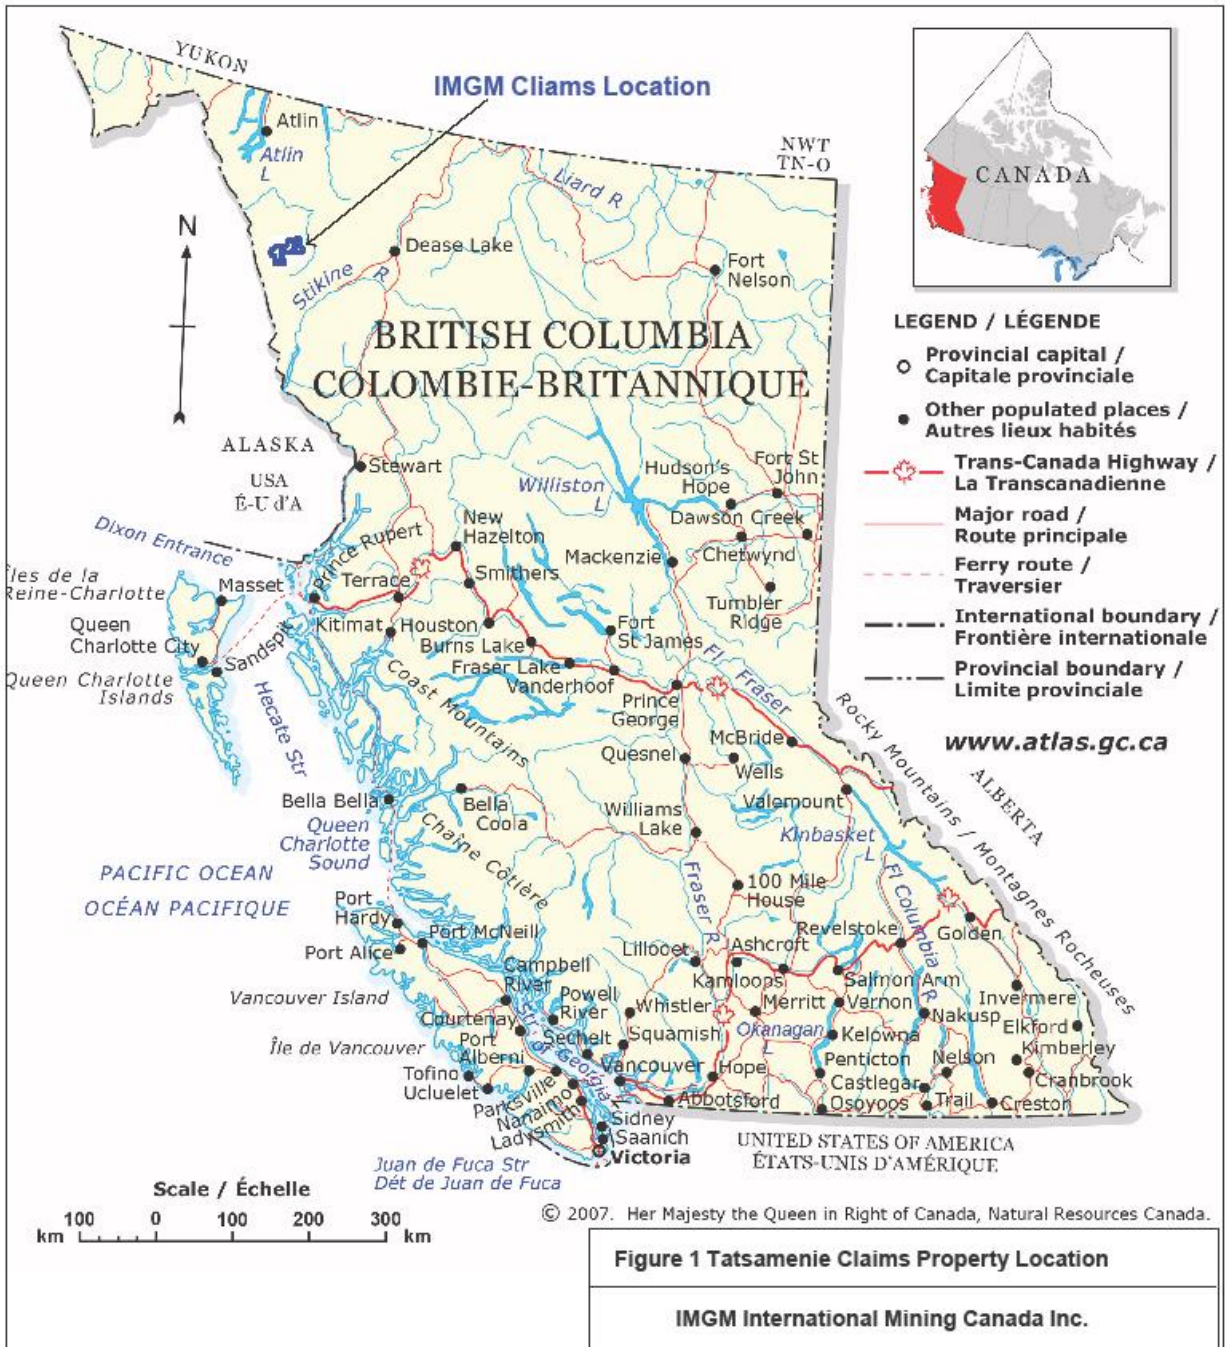 YUKON
IMGM Cliams Location
Atlin
Atlin
L
NWT
TN-O
Liard R
CANADA
N
Dease Lake
Stikine
R
Fort
Nelson
BRITISH COLUMBIA
COLOMBIE-BRITANNIQUE
LEGEND / LÉGENDE
Provincial capital /
Capitale provinciale
Other populated places /
Autres lieux habités
Trans-Canada Highway /
La Transcanadienne
Major road /
Route principale
Ferry route /
Traversier
International boundary /
Frontière internationale
Provincial boundary /
Limite provinciale
www.atlas.gc.ca
ALASKA
USA
É-U d'A
Stewart
Williston
L
Hudson's
Hope
Fort St
John
Dawson Creek
Chetwynd
Mackenzie
Tumbler
Ridge
Dixon Entrance
Prince Rupert
New
Hazelton
Terrace
Smithers
Îles de la
Reine-Charlotte
Masset
Queen
Charlotte City
Sandspit
Queen Charlotte
Islands
Kitimat
Houston
Burns Lake
Fort
St James
Fraser Lake
Vanderhoof
Prince
George
Fl Fraser
Hecate Str
Coast Mountains
Chaîne Côtière
Quesnel
McBride
Wells
Valemount
Rocky Mountains / Montagnes Rocheuses
ALBERTA
Bella Bella
Bella
Coola
Williams
Lake
Kinbasket
L
Queen
Charlotte
Sound
PACIFIC OCEAN
OCÉAN PACIFIQUE
Fraser R
100 Mile
House
Fl Columbia
R
Port
Hardy
Port McNeill
Port Alice
Lillooet
Ashcroft
Revelstoke
Golden
Kamloops
Salmon Arm
Campbell
River
Powell
River
Vancouver Island
Île de Vancouver
Whistler
Merritt
Vernon
Nakusp
Invermere
Elkford
Courtenay
Str. of Georgia
Sechelt
Squamish
Okanagan
L
Kelowna
Kimberley
Port
Alberni
Tofino
Ucluelet
Vancouver
Hope
Penticton
Nelson
Cranbrook
Castlegar
Parksville
Nanaimo
Ladysmith
Abbotsford
Osoyoos
Trail
Creston
Sidney
Saanich
Victoria
UNITED STATES OF AMERICA
ÉTATS-UNIS D'AMÉRIQUE
Juan de Fuca Str
Dét de Juan de Fuca
Scale / Échelle
100 0 100 200 300
km km
© 2007. Her Majesty the Queen in Right of Canada, Natural Resources Canada.
Figure 1 Tatsamenie Claims Property Location
IMGM International Mining Canada Inc.